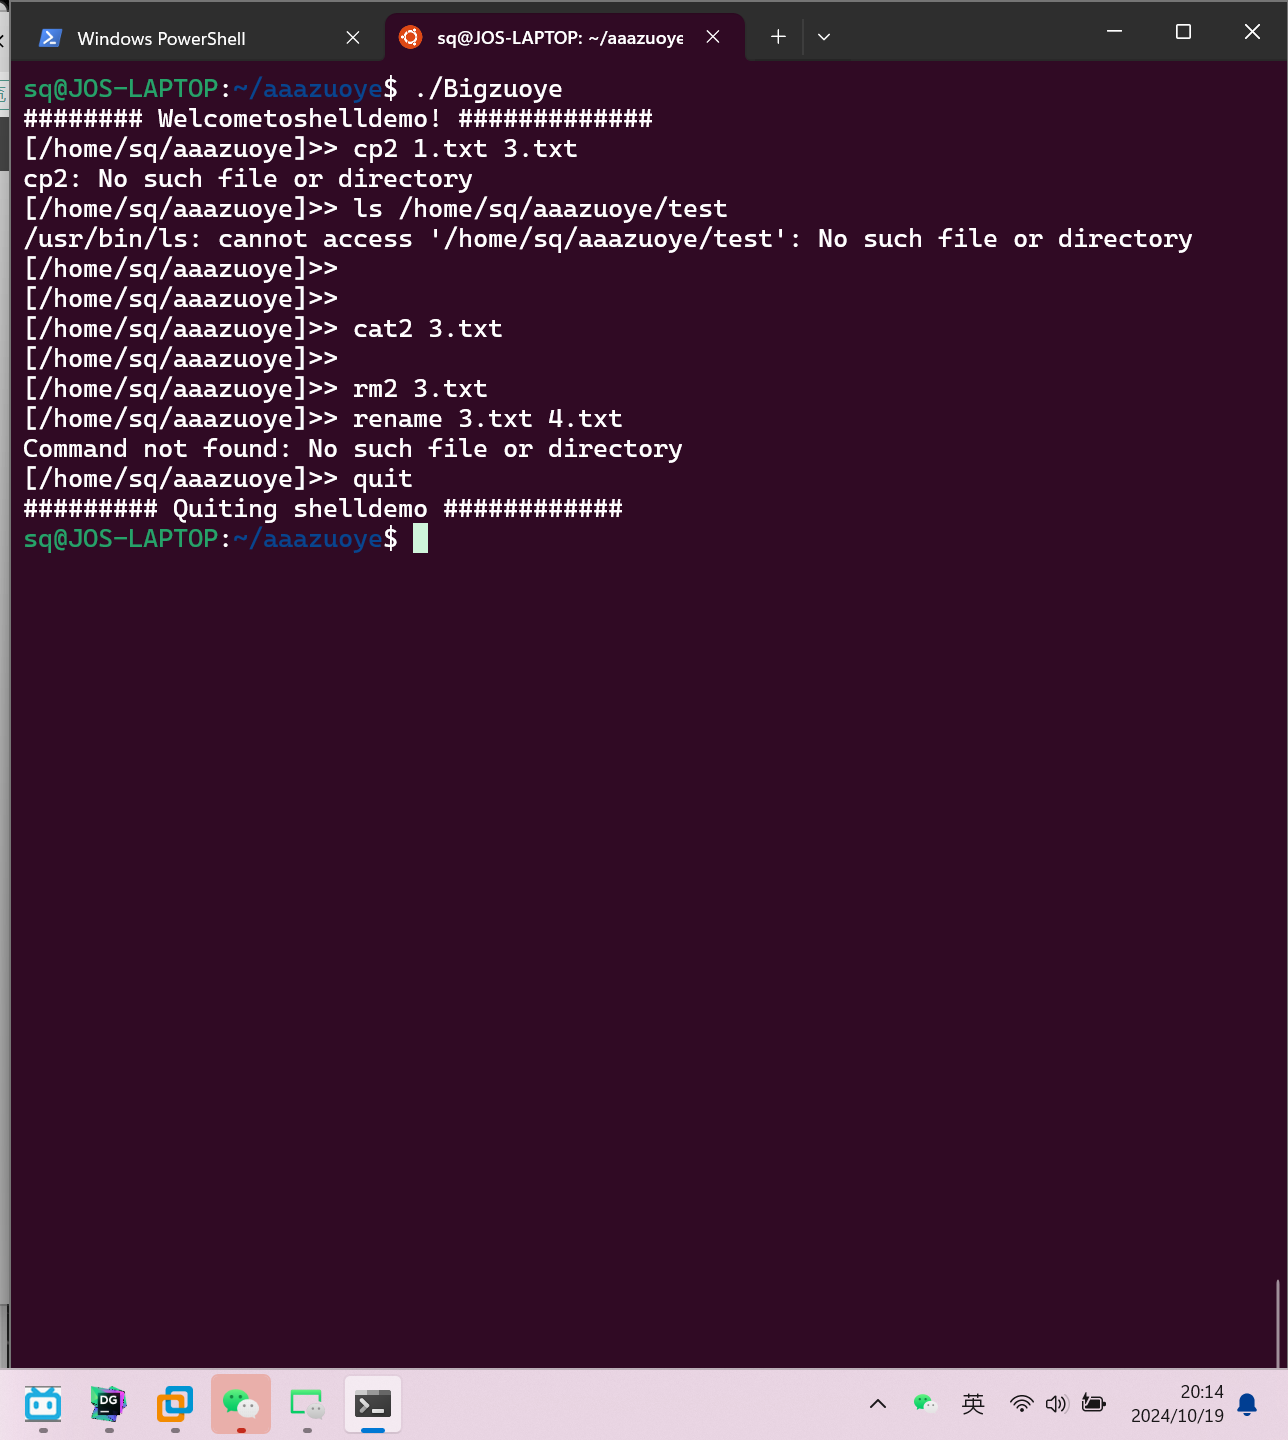 Windows PowerShell
sq@JOS-LAPTOP: ~/aaazuoye
sq@JOS-LAPTOP:~/aaazuoye$ ./Bigzuoye
######## Welcometoshelldemo! #############
[/home/sq/aaazuoye]>> cp2 1.txt 3.txt
cp2: No such file or directory
[/home/sq/aaazuoye]>> ls /home/sq/aaazuoye/test
/usr/bin/ls: cannot access '/home/sq/aaazuoye/test': No such file or directory
[/home/sq/aaazuoye]>>
[/home/sq/aaazuoye]>>
[/home/sq/aaazuoye]>> cat2 3.txt
[/home/sq/aaazuoye]>>
[/home/sq/aaazuoye]>> rm2 3.txt
[/home/sq/aaazuoye]>> rename 3.txt 4.txt
Command not found: No such file or directory
[/home/sq/aaazuoye]>> quit
######### Quiting shelldemo ############
sq@JOS-LAPTOP:~/aaazuoye$
DG
英
20:14
2024/10/19